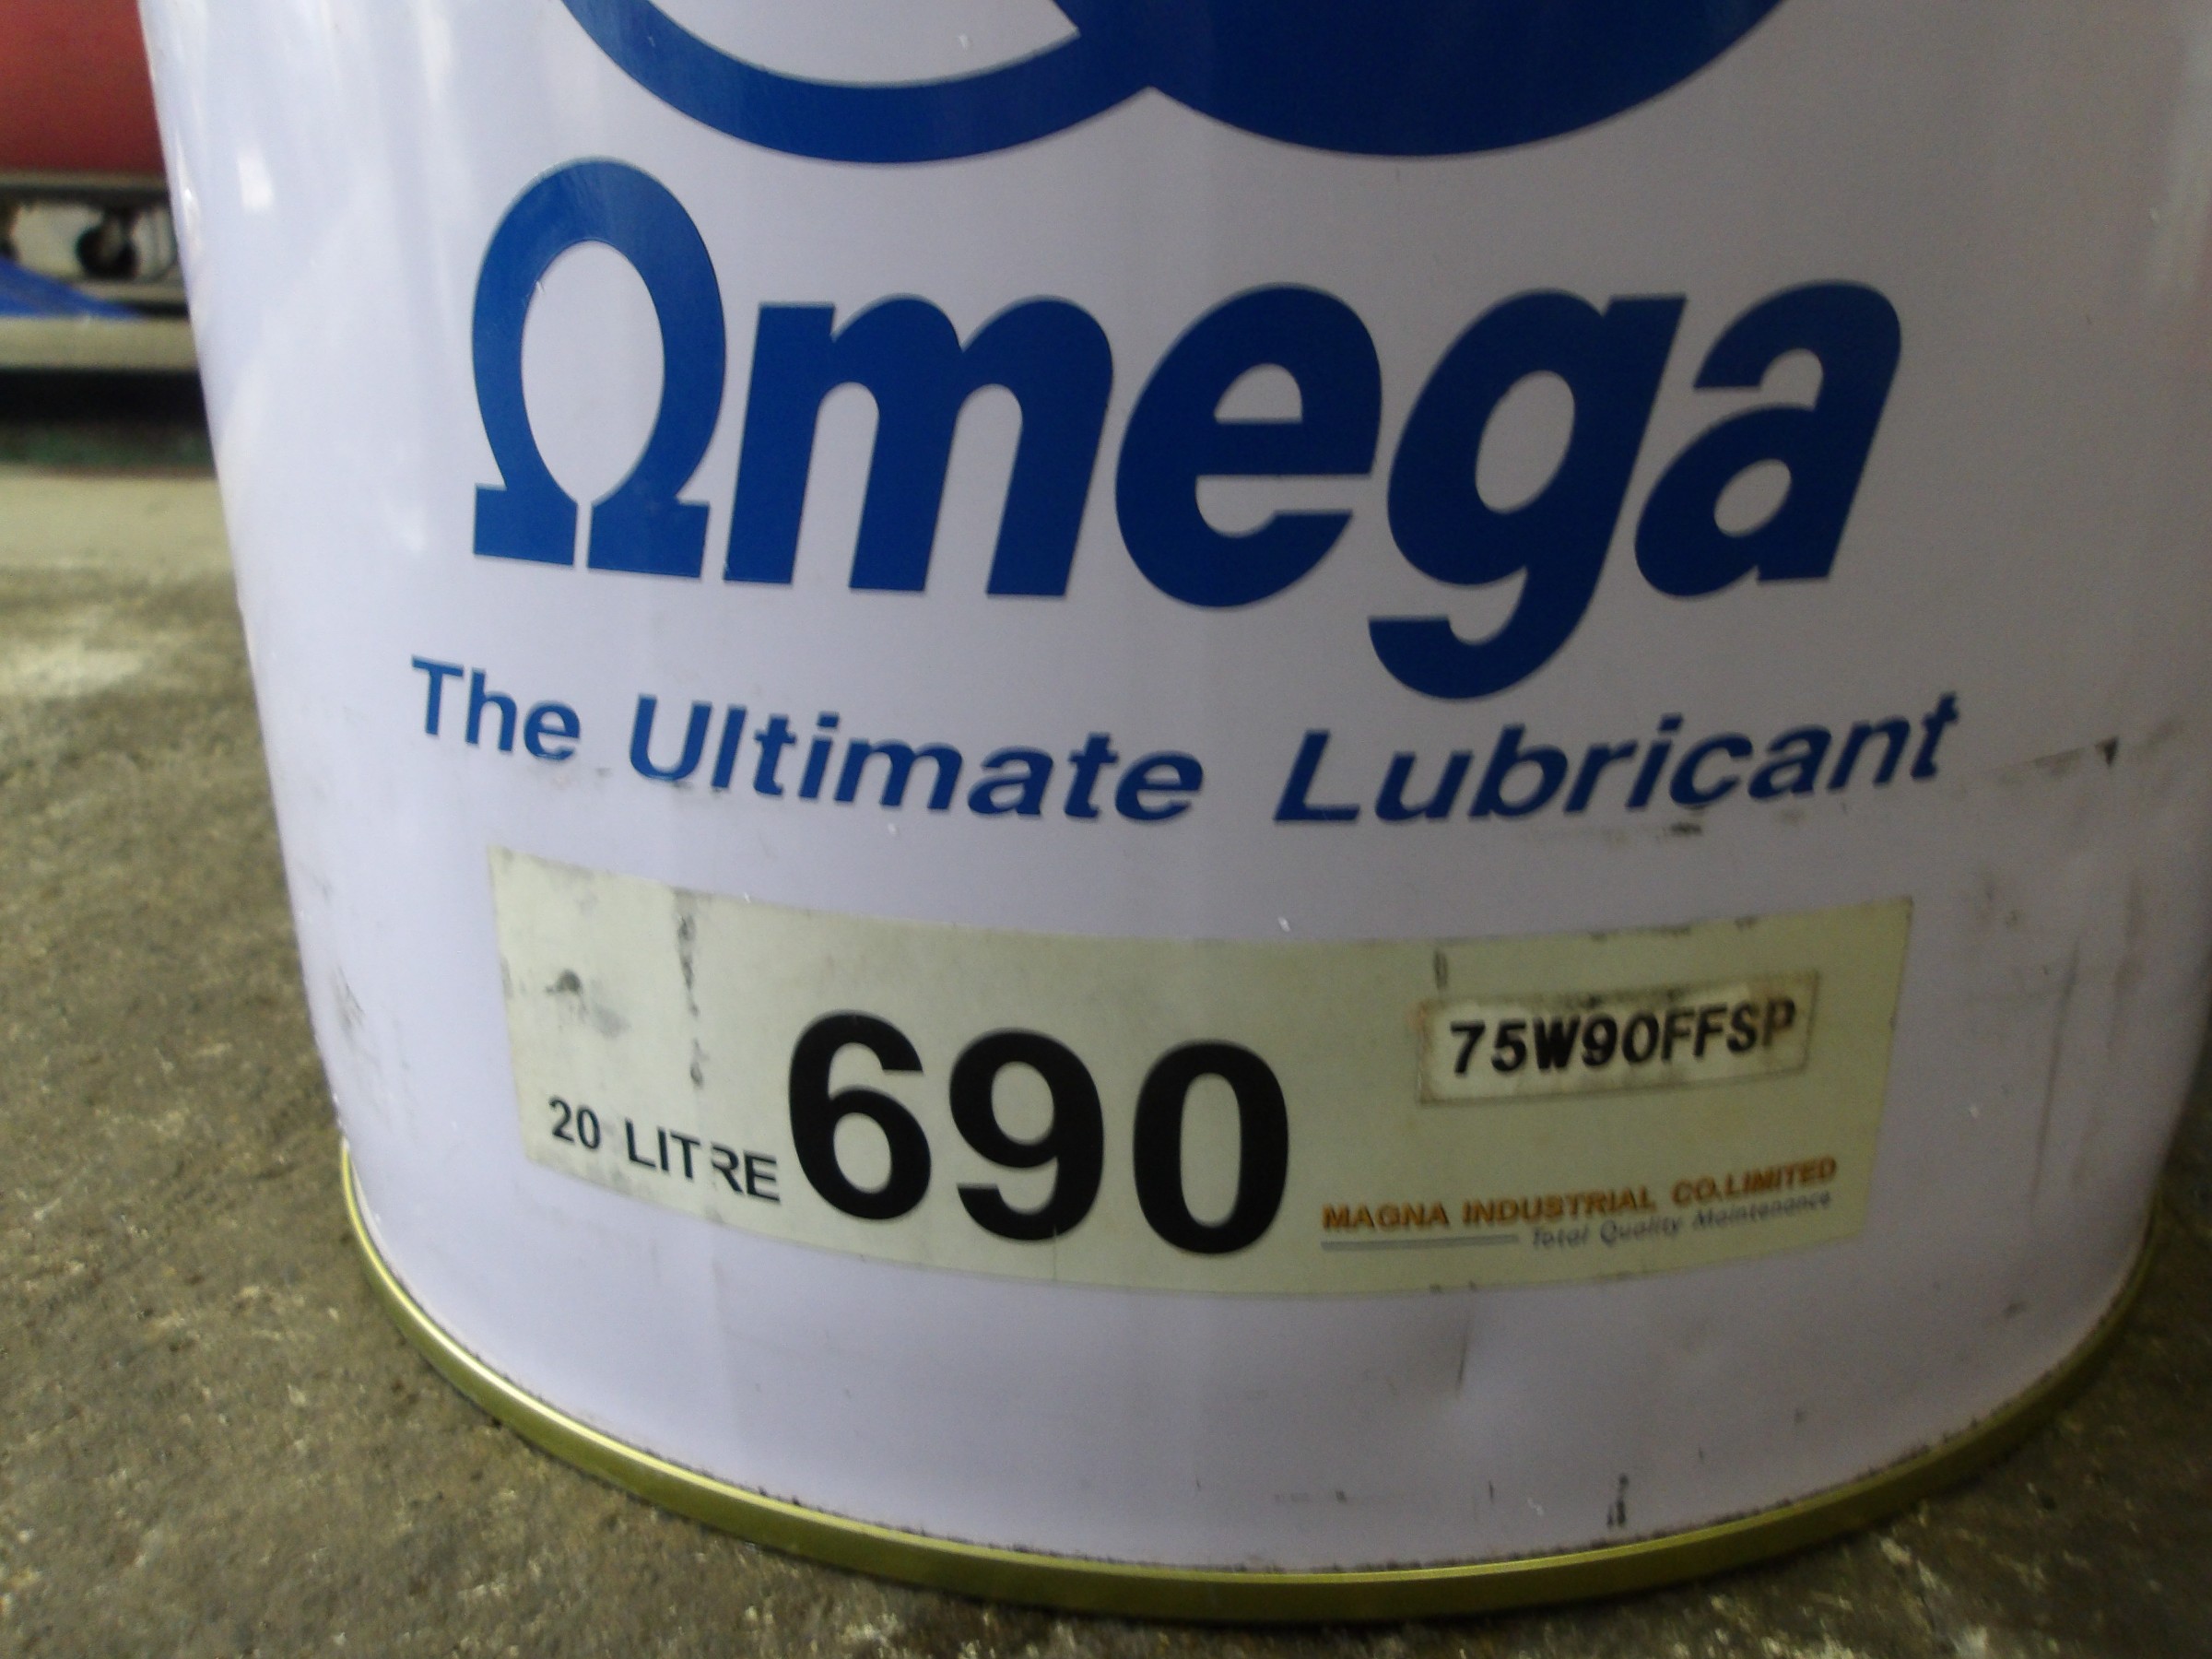 Ωmega
The Ultimate Lubricant
75W90FFSP
20 LITRE 690
MAGNA INDUSTRIAL CO.LIMITED
Total Quality Maintenance